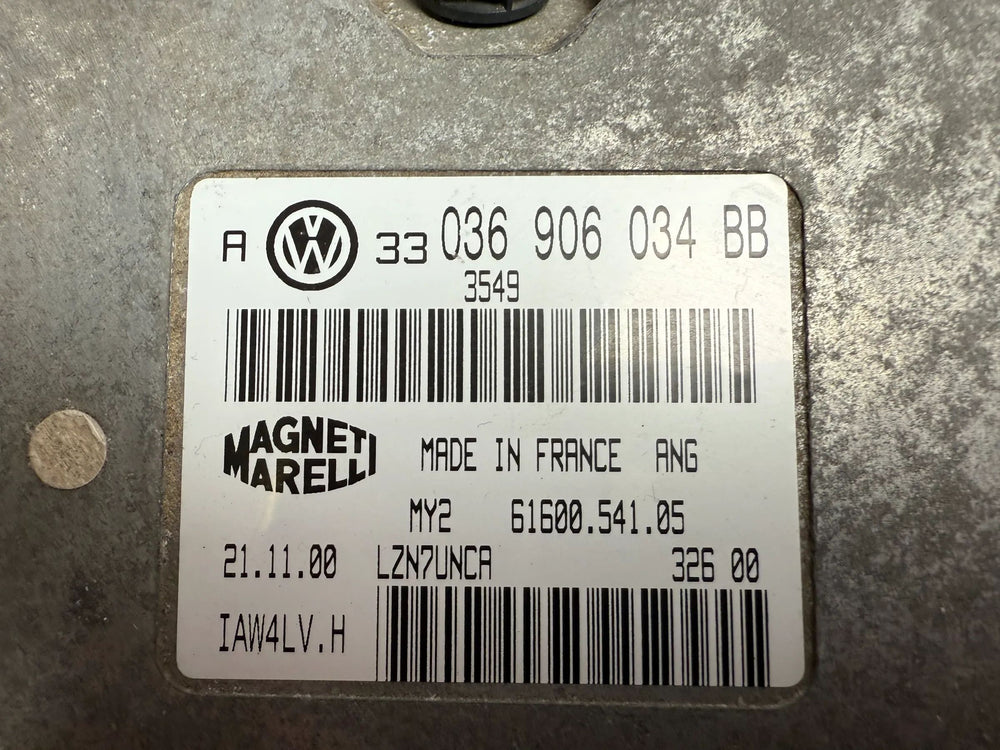 A VW 33 036 906 034 BB
3549
MAGNETI MARELLI
MADE IN FRANCE ANG
MY2 61600.541.05
21.11.00 LZN7UNCA 326 00
IAW4LV.H